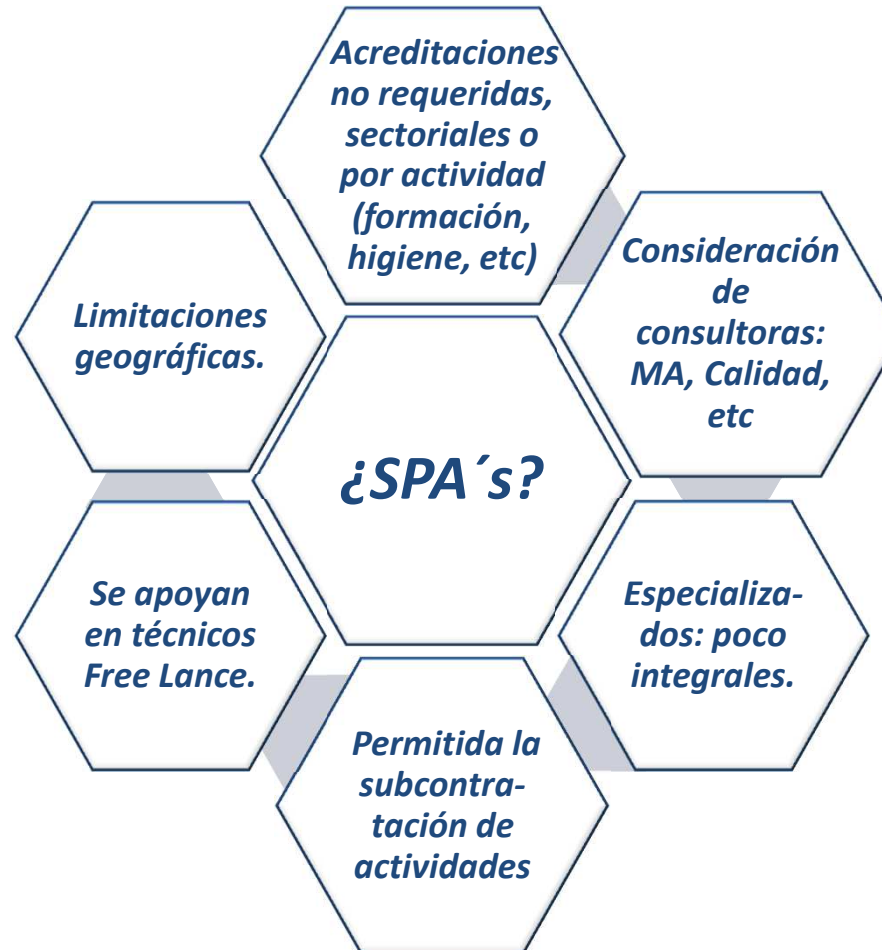 Acreditaciones
no requeridas,
sectoriales o
por actividad
(formación,
higiene, etc)
Consideración
de
consultoras:
MA, Calidad,
etc
Especializa-
dos: poco
integrales.
Permitida la
subcontra-
tación de
actividades
Se apoyan
en técnicos
Free Lance.
Limitaciones
geográficas.
¿SPA´s?